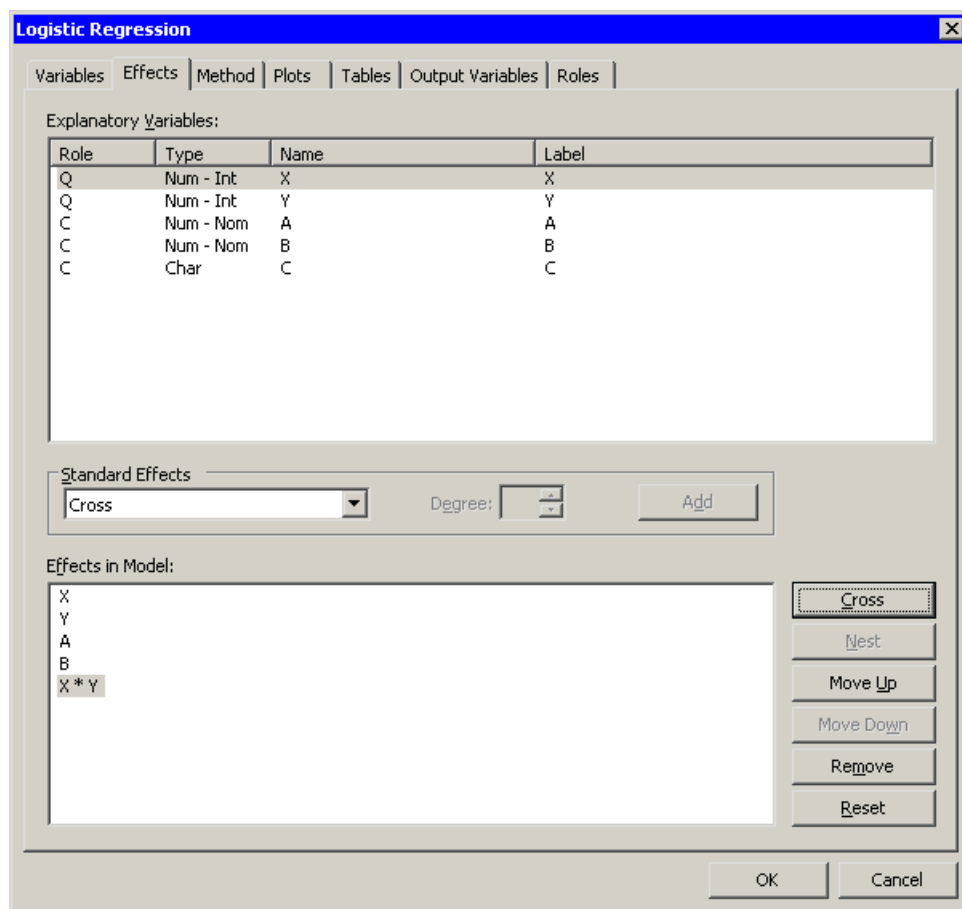 Logistic Regression
Variables Effects Method Plots Tables Output Variables Roles
Explanatory Variables:
Role Type Name Label
Q Num - Int X X
Q Num - Int Y Y
C Num - Nom A A
C Num - Nom B B
C Char C C
Standard Effects
Cross Degree: Add
Effects in Model:
X
Y
A
B
X * Y
Cross
Nest
Move Up
Move Down
Remove
Reset
OK Cancel